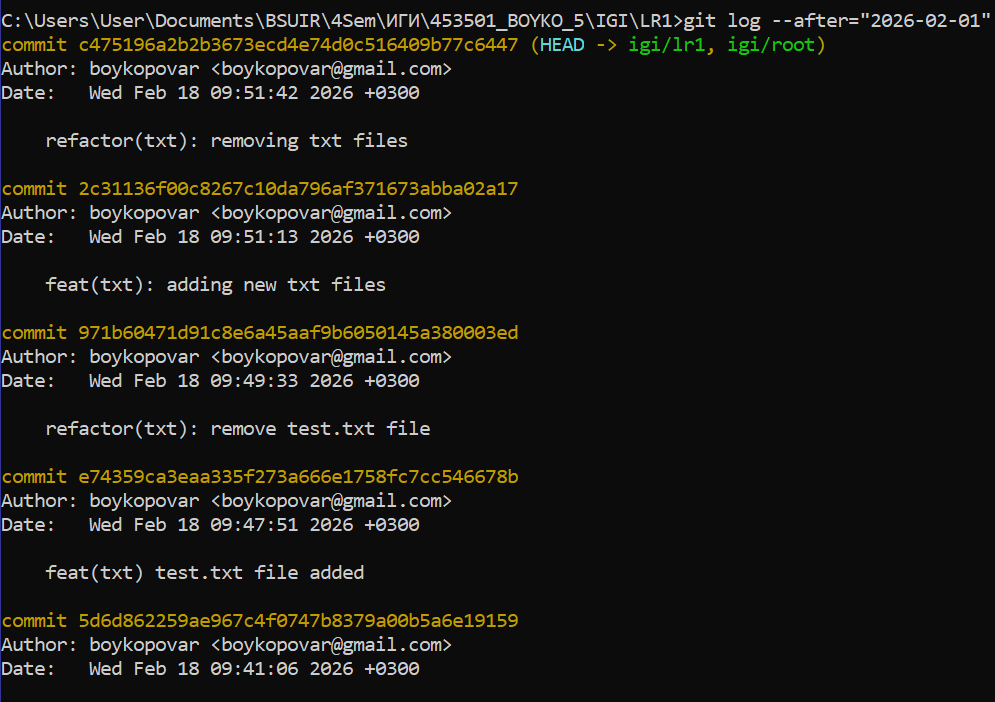 C:\Users\User\Documents\BSUIR\4Sem\ИГИ\453501_BOYKO_5\IGI\LR1>git log --after="2026-02-01"
commit c475196a2b2b3673ecd4e74d0c516409b77c6447 (HEAD -> igi/lr1, igi/root)
Author: boykopovar <boykopovar@gmail.com>
Date:   Wed Feb 18 09:51:42 2026 +0300
    refactor(txt): removing txt files
commit 2c31136f00c8267c10da796af371673abba02a17
Author: boykopovar <boykopovar@gmail.com>
Date:   Wed Feb 18 09:51:13 2026 +0300
    feat(txt): adding new txt files
commit 971b60471d91c8e6a45aaf9b6050145a380003ed
Author: boykopovar <boykopovar@gmail.com>
Date:   Wed Feb 18 09:49:33 2026 +0300
    refactor(txt): remove test.txt file
commit e74359ca3eaa335f273a666e1758fc7cc546678b
Author: boykopovar <boykopovar@gmail.com>
Date:   Wed Feb 18 09:47:51 2026 +0300
    feat(txt) test.txt file added
commit 5d6d862259ae967c4f0747b8379a00b5a6e19159
Author: boykopovar <boykopovar@gmail.com>
Date:   Wed Feb 18 09:41:06 2026 +0300